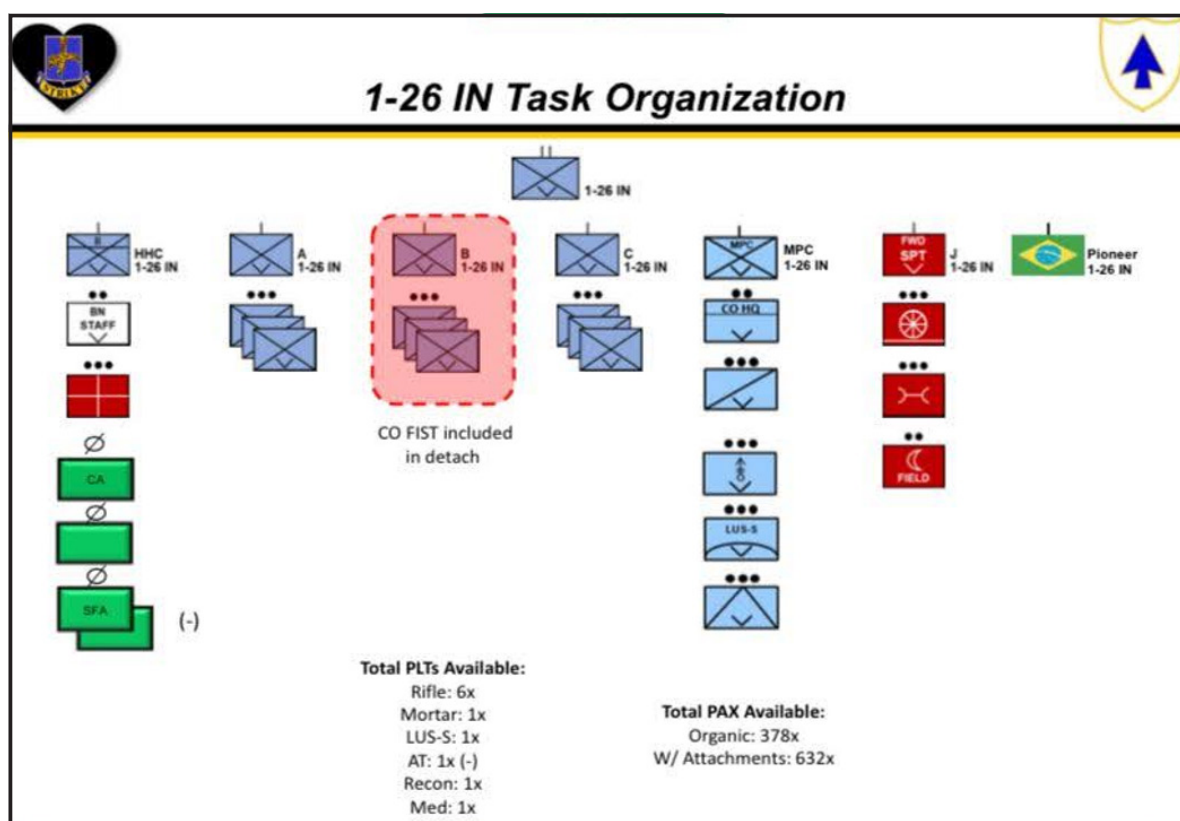 STRIKE
1-26 IN Task Organization
1-26 IN
HHC
1-26 IN
A
1-26 IN
B
1-26 IN
C
1-26 IN
MPC
MPC
1-26 IN
FWD
SPT
J
1-26 IN
Pioneer
1-26 IN
BN
STAFF
CO HQ
CO FIST included
in detach
CA
LUS-S
FIELD
SFA
(-)
Total PLTs Available:
Rifle: 6x
Mortar: 1x
LUS-S: 1x
AT: 1x (-)
Recon: 1x
Med: 1x
Total PAX Available:
Organic: 378x
W/ Attachments: 632x